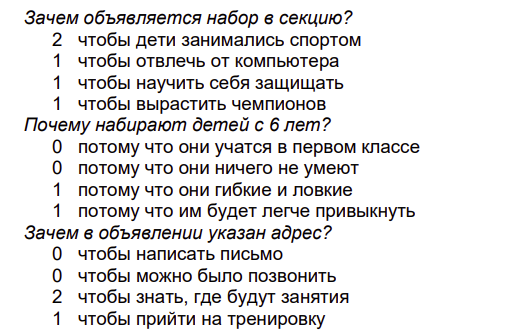 Зачем объявляется набор в секцию?
2 чтобы дети занимались спортом
1 чтобы отвлечь от компьютера
1 чтобы научить себя защищать
1 чтобы вырастить чемпионов
Почему набирают детей с 6 лет?
0 потому что они учатся в первом классе
0 потому что они ничего не умеют
1 потому что они гибкие и ловкие
1 потому что им будет легче привыкнуть
Зачем в объявлении указан адрес?
0 чтобы написать письмо
0 чтобы можно было позвонить
2 чтобы знать, где будут занятия
1 чтобы прийти на тренировку